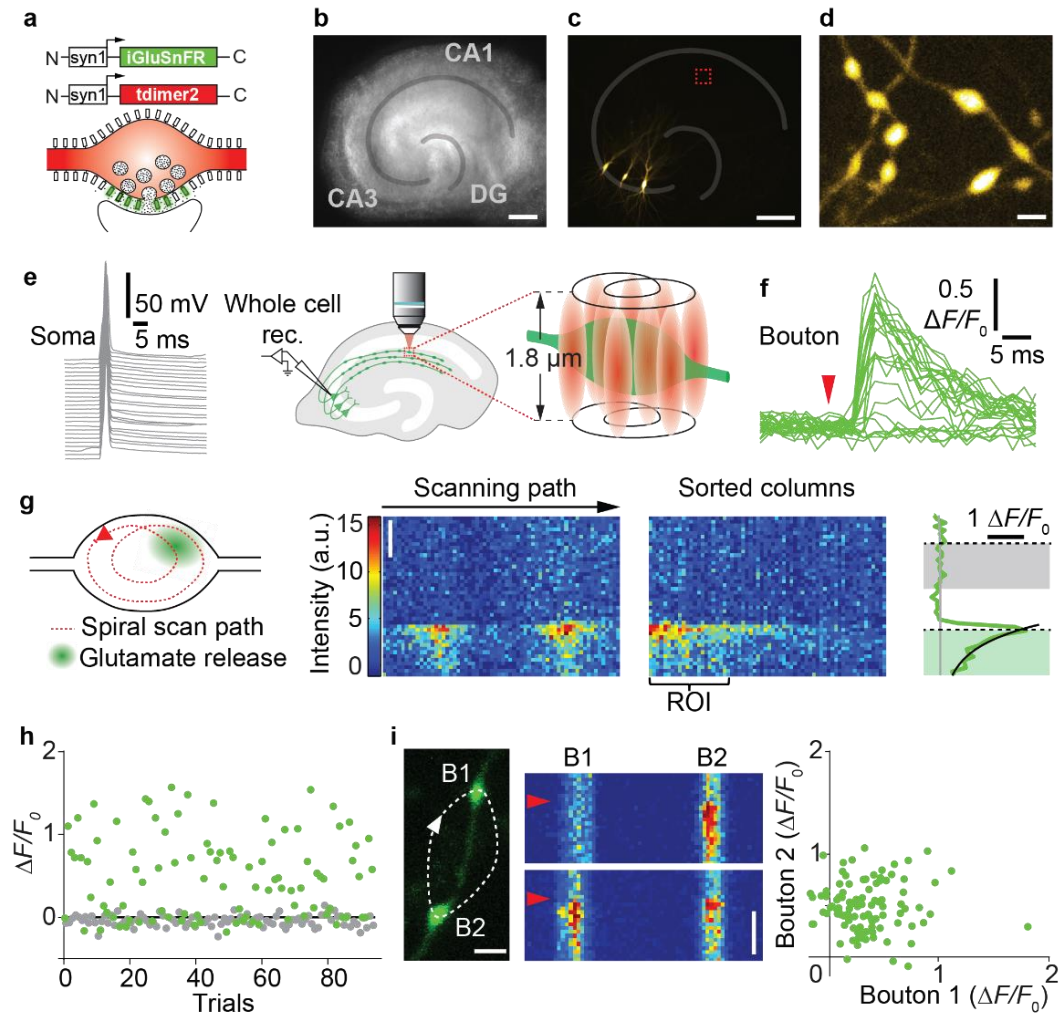 a
N syn1 iGluSnFR C
N syn1 tdimer2 C
b
CA1
CA3
DG
c
d
e
Soma
50 mV
5 ms
Whole cell
rec.
1.8 µm
f
Bouton
0.5
ΔF/F0
5 ms
g
Spiral scan path
Glutamate release
Scanning path
Intensity (a.u.)
15
10
5
0
Sorted columns
ROI
1 ΔF/F0
h
ΔF/F0
2
1
0
0 20 40 60 80
Trials
i
B1
B2
B1 B2
Bouton 2 (ΔF/F0)
2
1
0
0 1 2
Bouton 1 (ΔF/F0)